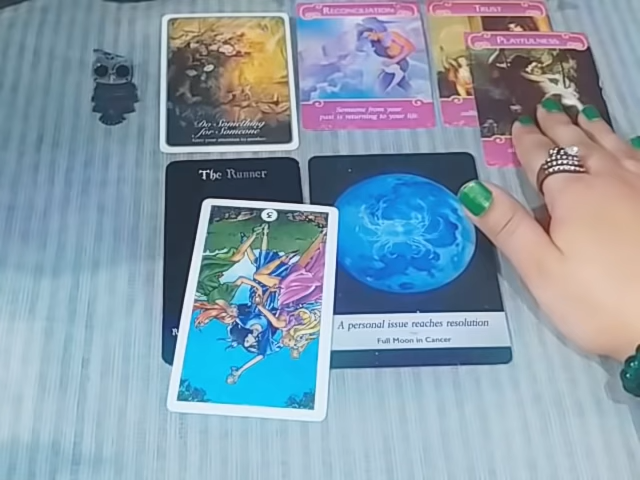 Do Something
for Someone
RECONCILIATION
Someone from your
past is returning to your life.
TRUST
PLAYFULNESS
The Runner
3
A personal issue reaches resolution
Full Moon in Cancer